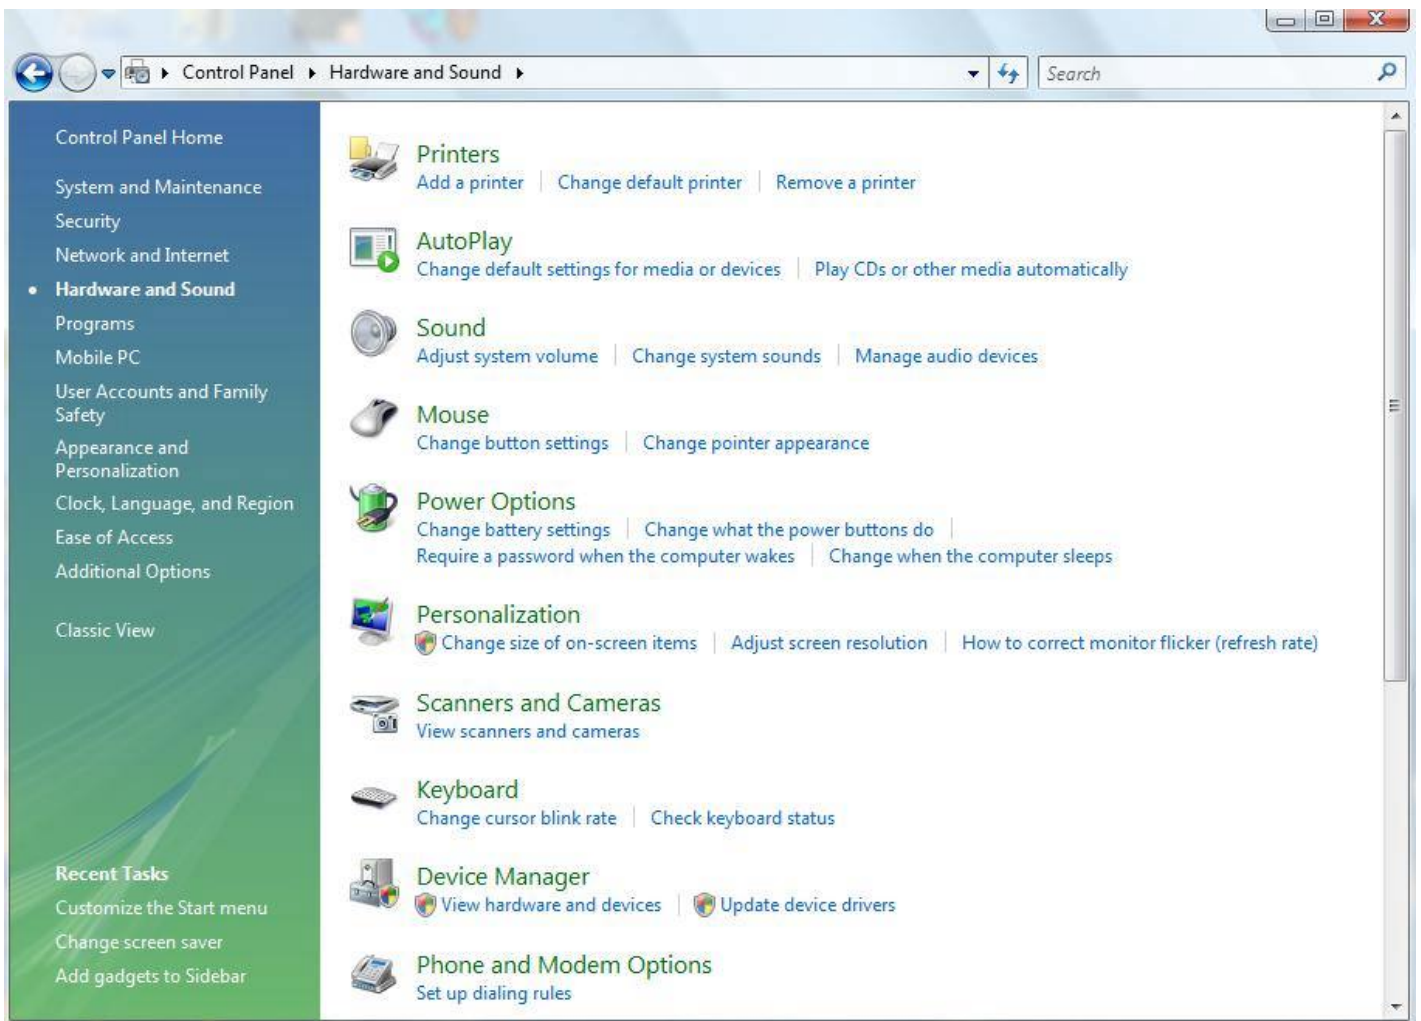 Control Panel Hardware and Sound
Search
Control Panel Home
System and Maintenance
Security
Network and Internet
Hardware and Sound
Programs
Mobile PC
User Accounts and Family
Safety
Appearance and
Personalization
Clock, Language, and Region
Ease of Access
Additional Options
Classic View
Recent Tasks
Customize the Start menu
Change screen saver
Add gadgets to Sidebar
Printers
Add a printer Change default printer Remove a printer
AutoPlay
Change default settings for media or devices Play CDs or other media automatically
Sound
Adjust system volume Change system sounds Manage audio devices
Mouse
Change button settings Change pointer appearance
Power Options
Change battery settings Change what the power buttons do
Require a password when the computer wakes Change when the computer sleeps
Personalization
Change size of on-screen items Adjust screen resolution How to correct monitor flicker (refresh rate)
Scanners and Cameras
View scanners and cameras
Keyboard
Change cursor blink rate Check keyboard status
Device Manager
View hardware and devices Update device drivers
Phone and Modem Options
Set up dialing rules